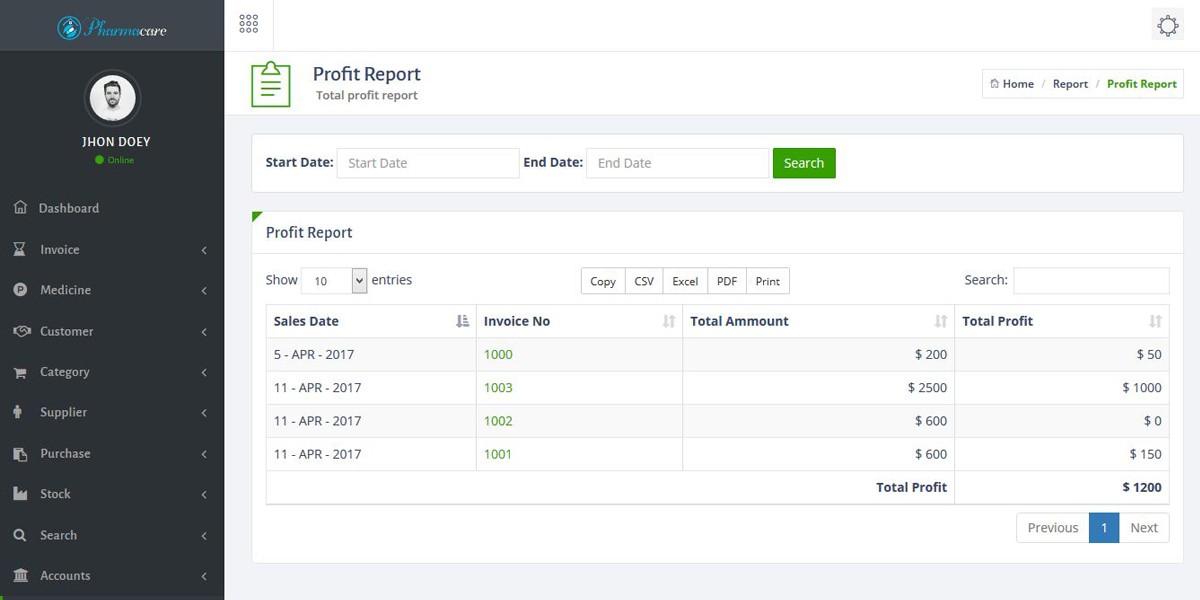 Pharmacare
Profit Report
Total profit report
Home / Report / Profit Report
JHON DOEY
Online
Dashboard
Invoice
Medicine
Customer
Category
Supplier
Purchase
Stock
Search
Accounts
Start Date: Start Date End Date: End Date Search
Profit Report
Show 10 entries Copy CSV Excel PDF Print Search:
Sales Date Invoice No Total Ammount Total Profit
5 - APR - 2017 1000 $ 200 $ 50
11 - APR - 2017 1003 $ 2500 $ 1000
11 - APR - 2017 1002 $ 600 $ 0
11 - APR - 2017 1001 $ 600 $ 150
Total Profit $ 1200
Previous 1 Next